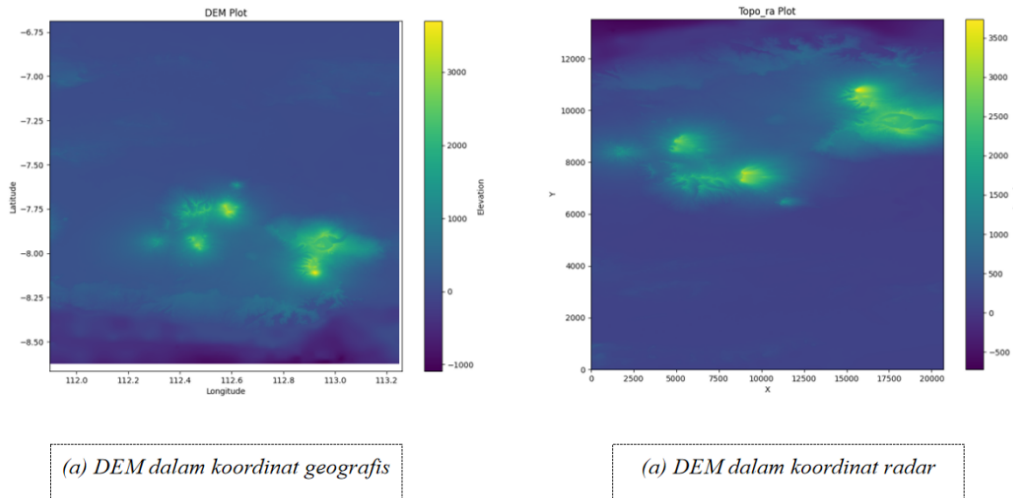 DEM Plot
−6.75
−7.00
−7.25
−7.50
−7.75
−8.00
−8.25
−8.50
Latitude
112.0 112.2 112.4 112.6 112.8 113.0 113.2
Longitude
3000
2000
1000
0
−1000
Elevation
(a) DEM dalam koordinat geografis
Topo_ra Plot
12000
10000
8000
6000
4000
2000
0
Y
0 2500 5000 7500 10000 12500 15000 17500 20000
X
3500
3000
2500
2000
1500
1000
500
0
−500
(a) DEM dalam koordinat radar